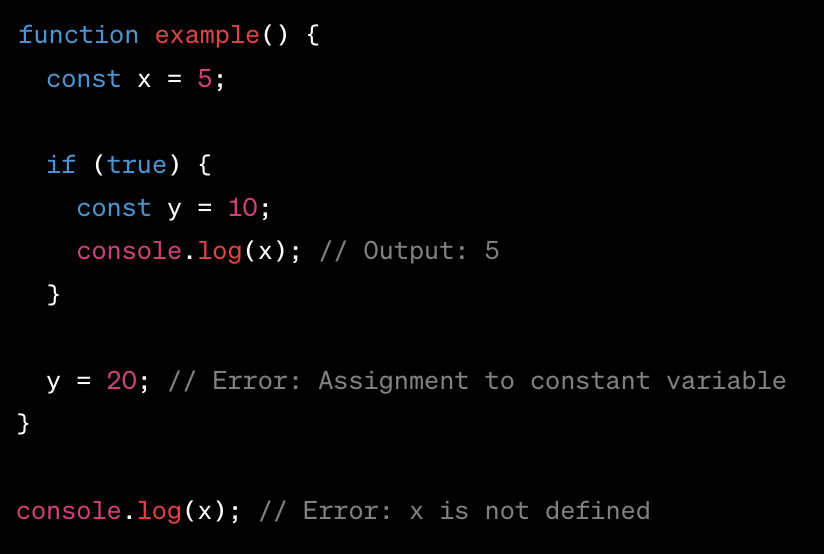 function example() {
  const x = 5;

  if (true) {
    const y = 10;
    console.log(x); // Output: 5
  }

  y = 20; // Error: Assignment to constant variable
}

console.log(x); // Error: x is not defined